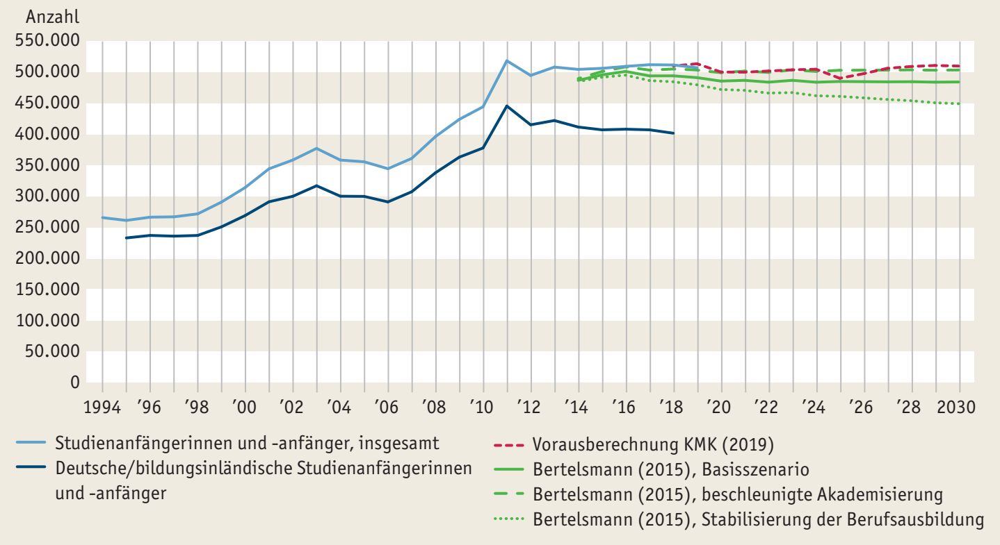 Anzahl
550.000
500.000
450.000
400.000
350.000
300.000
250.000
200.000
150.000
100.000
50.000
0
1994 ’96 ’98 ’00 ’02 ’04 ’06 ’08 ’10 ’12 ’14 ’16 ’18 ’20 ’22 ’24 ’26 ’28 2030
Studienanfängerinnen und -anfänger, insgesamt
Deutsche/bildungsinländische Studienanfängerinnen
und -anfänger
Vorausberechnung KMK (2019)
Bertelsmann (2015), Basisszenario
Bertelsmann (2015), beschleunigte Akademisierung
Bertelsmann (2015), Stabilisierung der Berufsausbildung